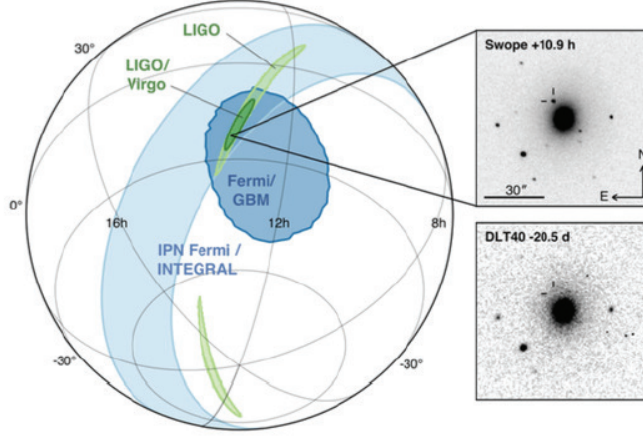 LIGO
30°
LIGO/
Virgo
Swope +10.9 h
30"
N
E
Fermi/
GBM
0°
16h
12h
8h
IPN Fermi /
INTEGRAL
DLT40 -20.5 d
-30°
-30°